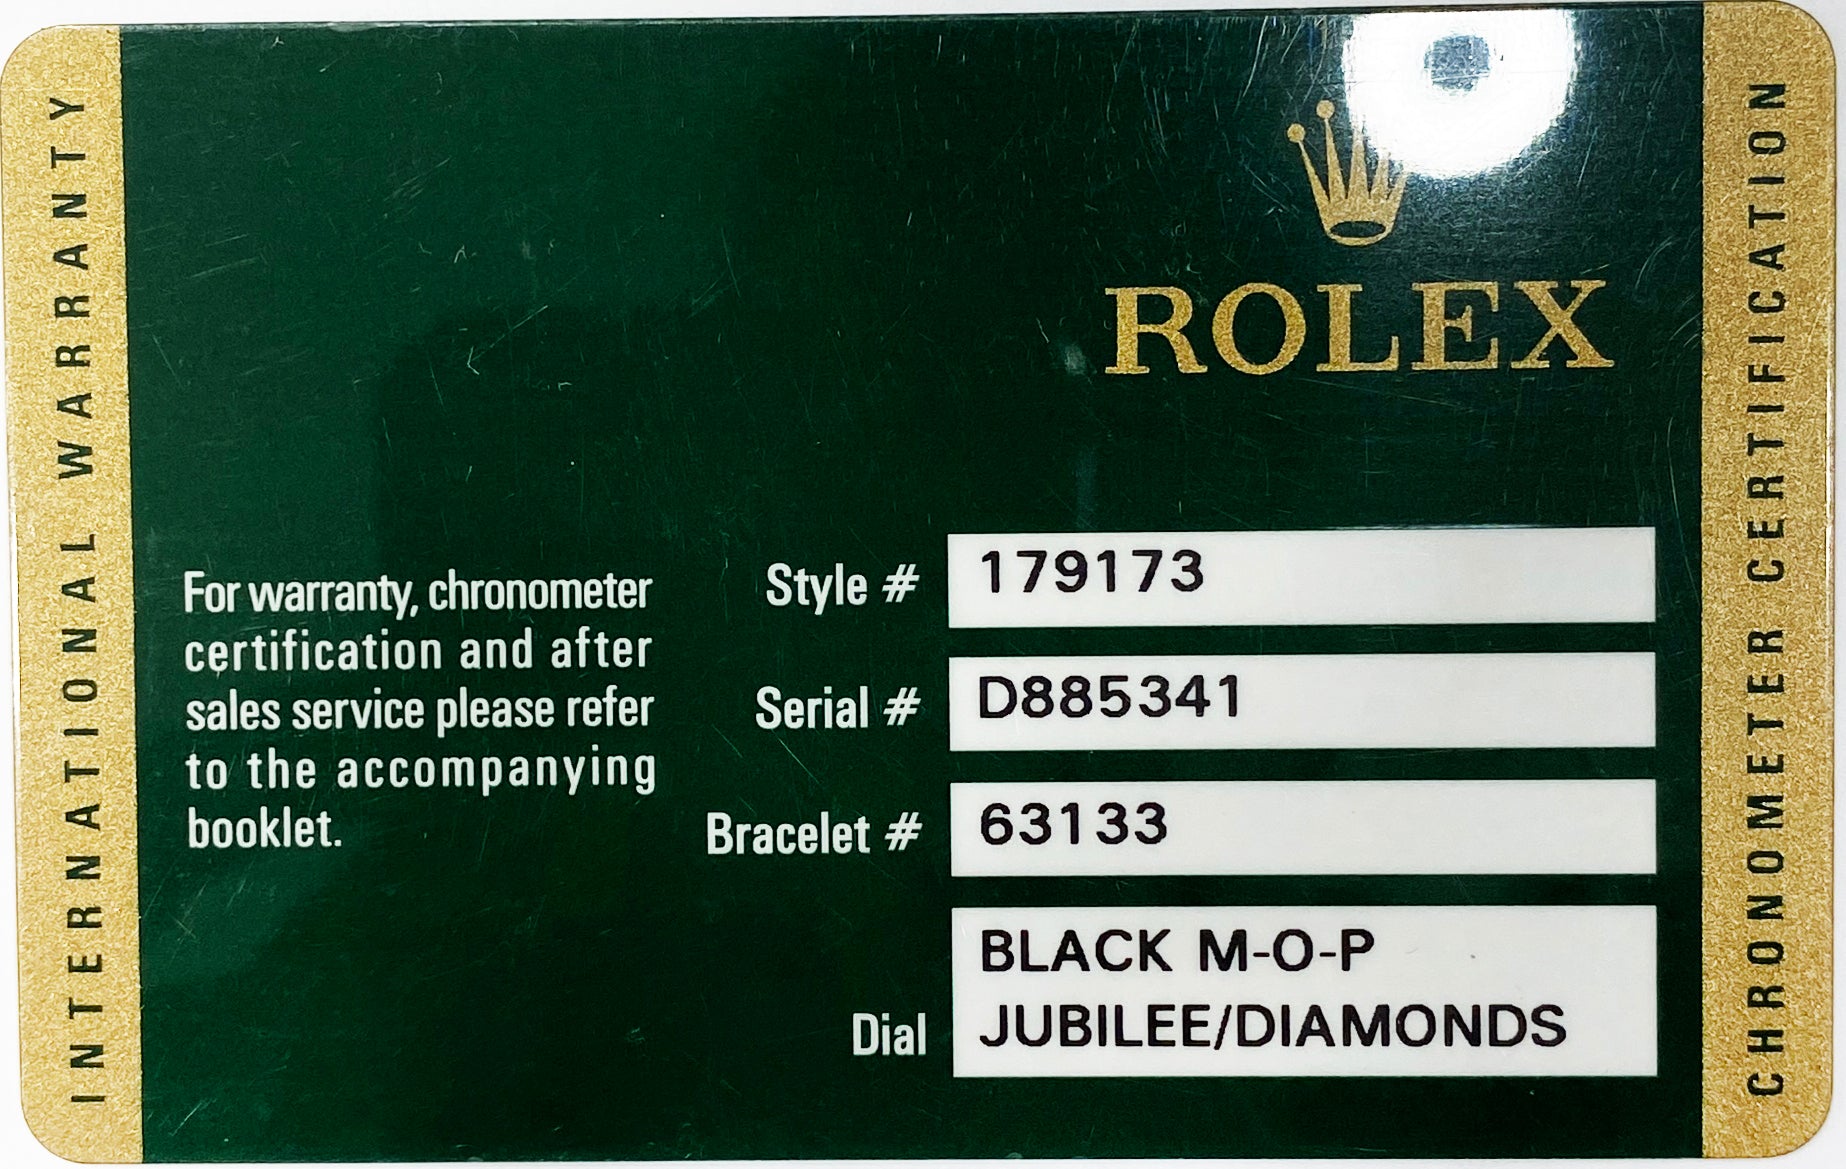 INTERNATIONAL WARRANTY
ROLEX
For warranty, chronometer
certification and after
sales service please refer
to the accompanying
booklet.
Style # 179173
Serial # D885341
Bracelet # 63133
Dial BLACK M-O-P
JUBILEE/DIAMONDS
CHRONOMETER CERTIFICATION